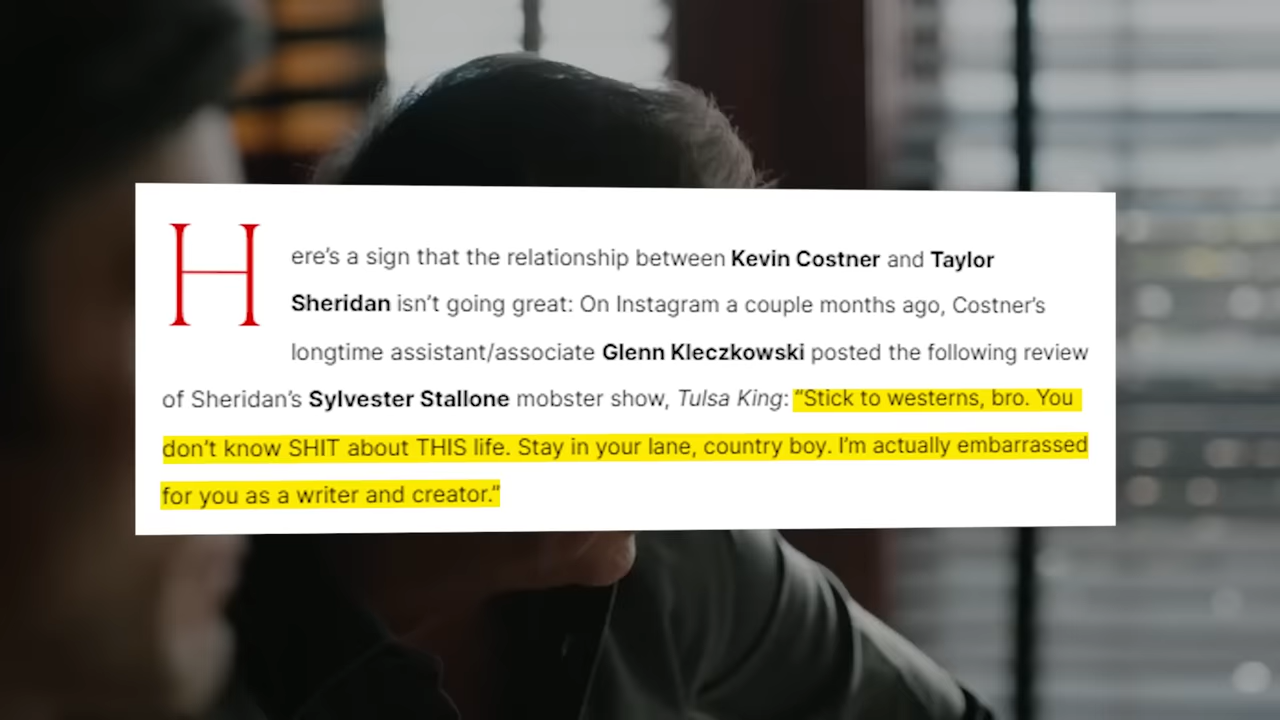 Here’s a sign that the relationship between Kevin Costner and Taylor
Sheridan isn’t going great: On Instagram a couple months ago, Costner’s
longtime assistant/associate Glenn Kleczkowski posted the following review
of Sheridan’s Sylvester Stallone mobster show, Tulsa King: “Stick to westerns, bro. You
don’t know SHIT about THIS life. Stay in your lane, country boy. I’m actually embarrassed
for you as a writer and creator.”